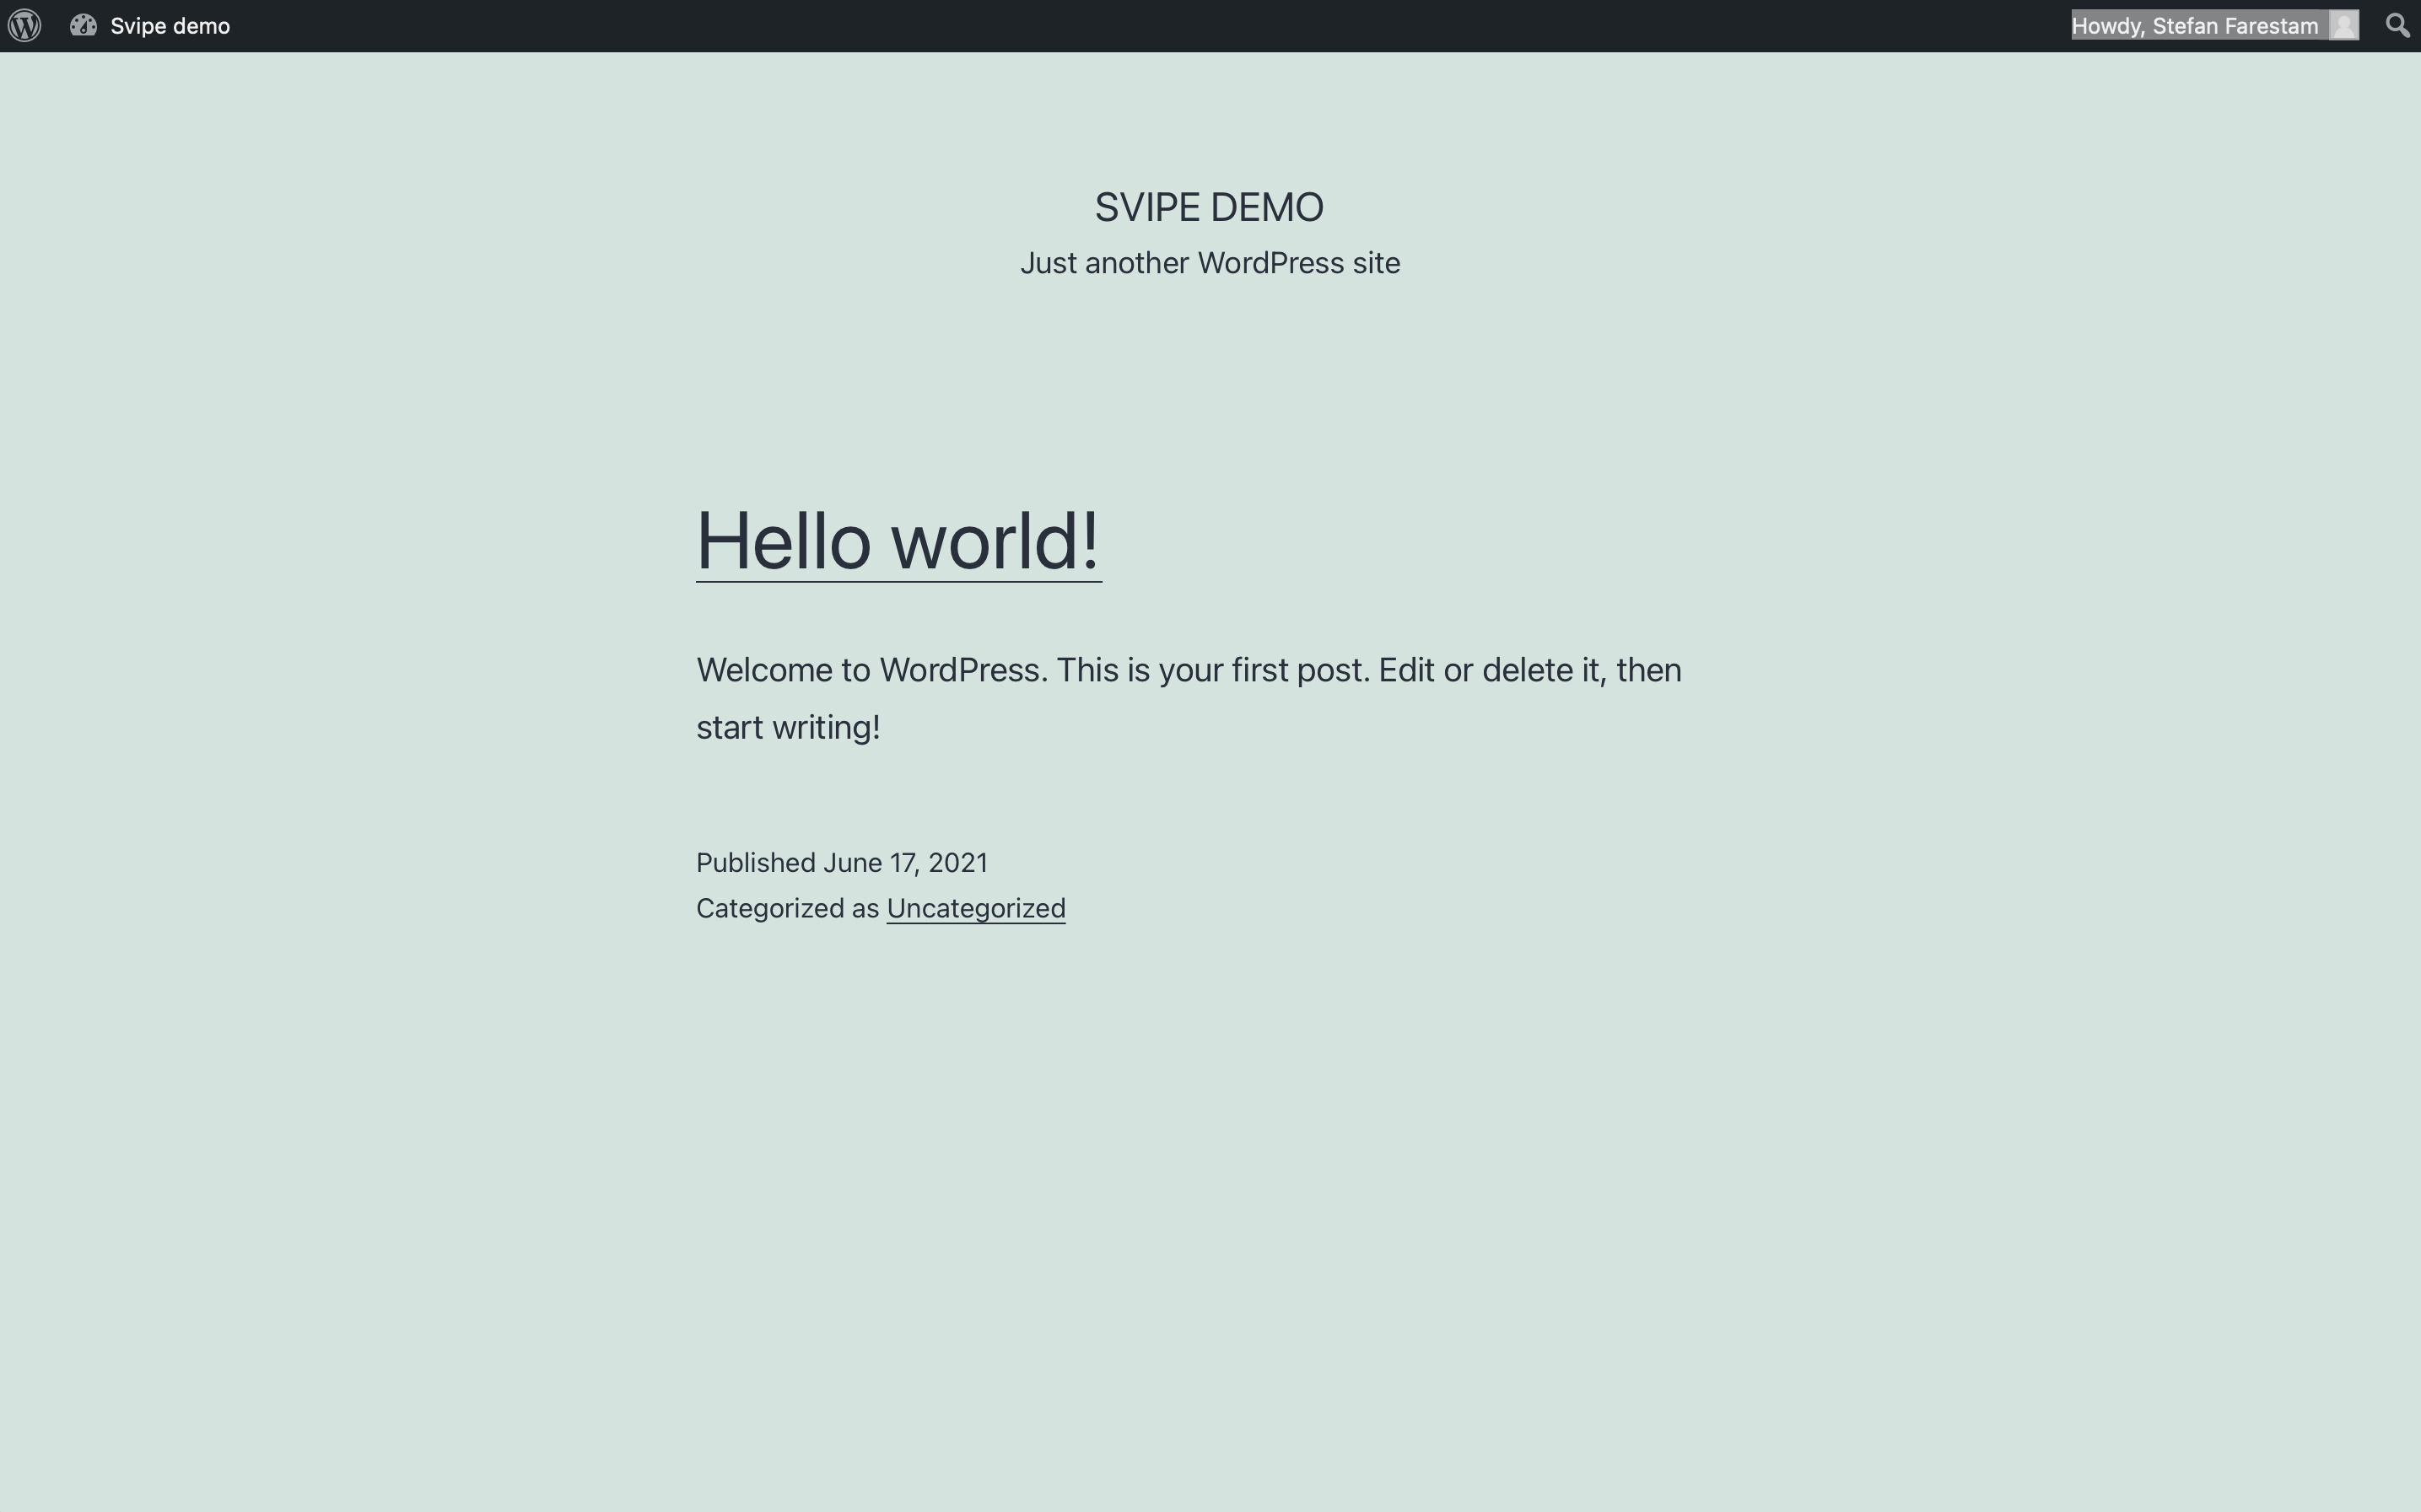 Svipe demo
Howdy, Stefan Farestam
SVIPE DEMO
Just another WordPress site
Hello world!
Welcome to WordPress. This is your first post. Edit or delete it, then
start writing!
Published June 17, 2021
Categorized as Uncategorized